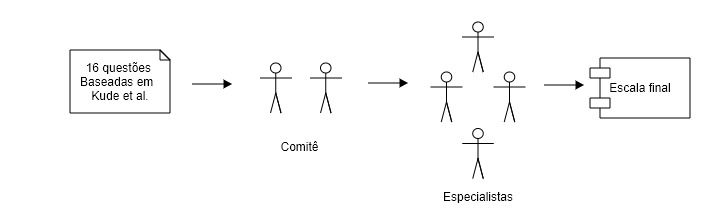 16 questões
Baseadas em
Kude et al.
Comitê
Especialistas
Escala final